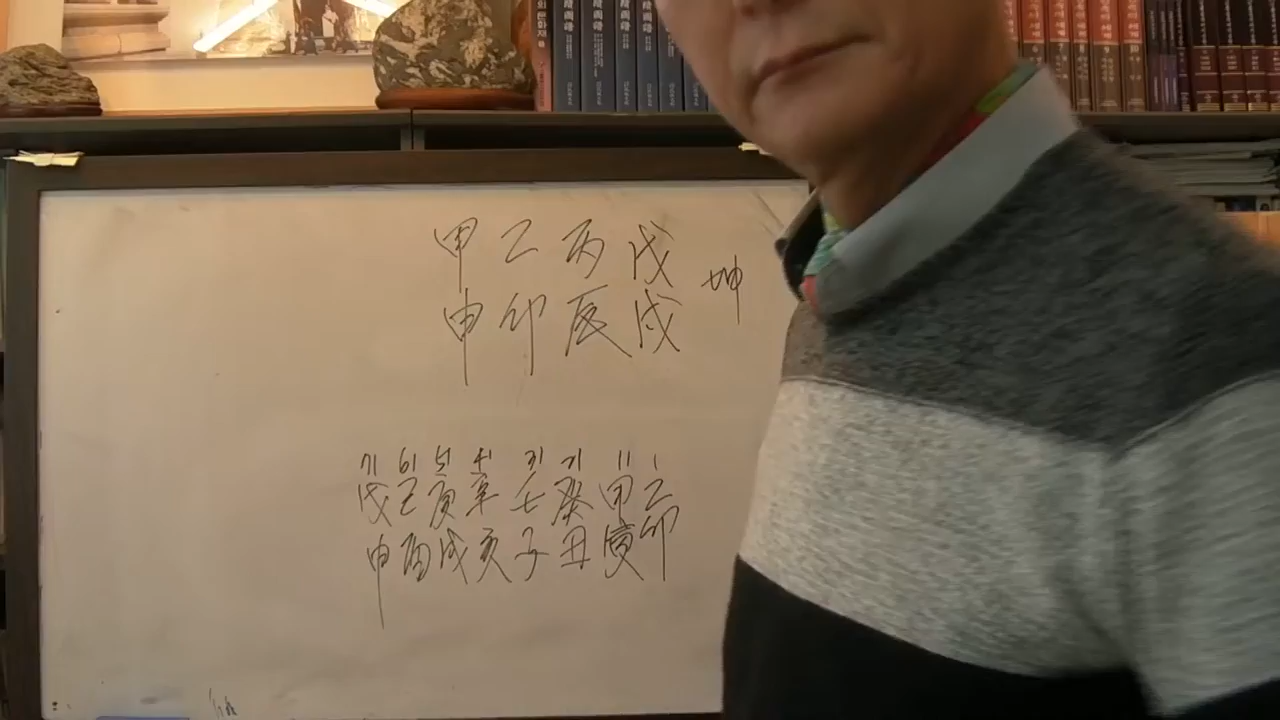 甲 乙 丙 戊
坤
申 卯 辰 戌
71 61 51 41 31 21 11 1
戊 己 庚 辛 壬 癸 甲 乙
申 酉 戌 亥 子 丑 寅 卯